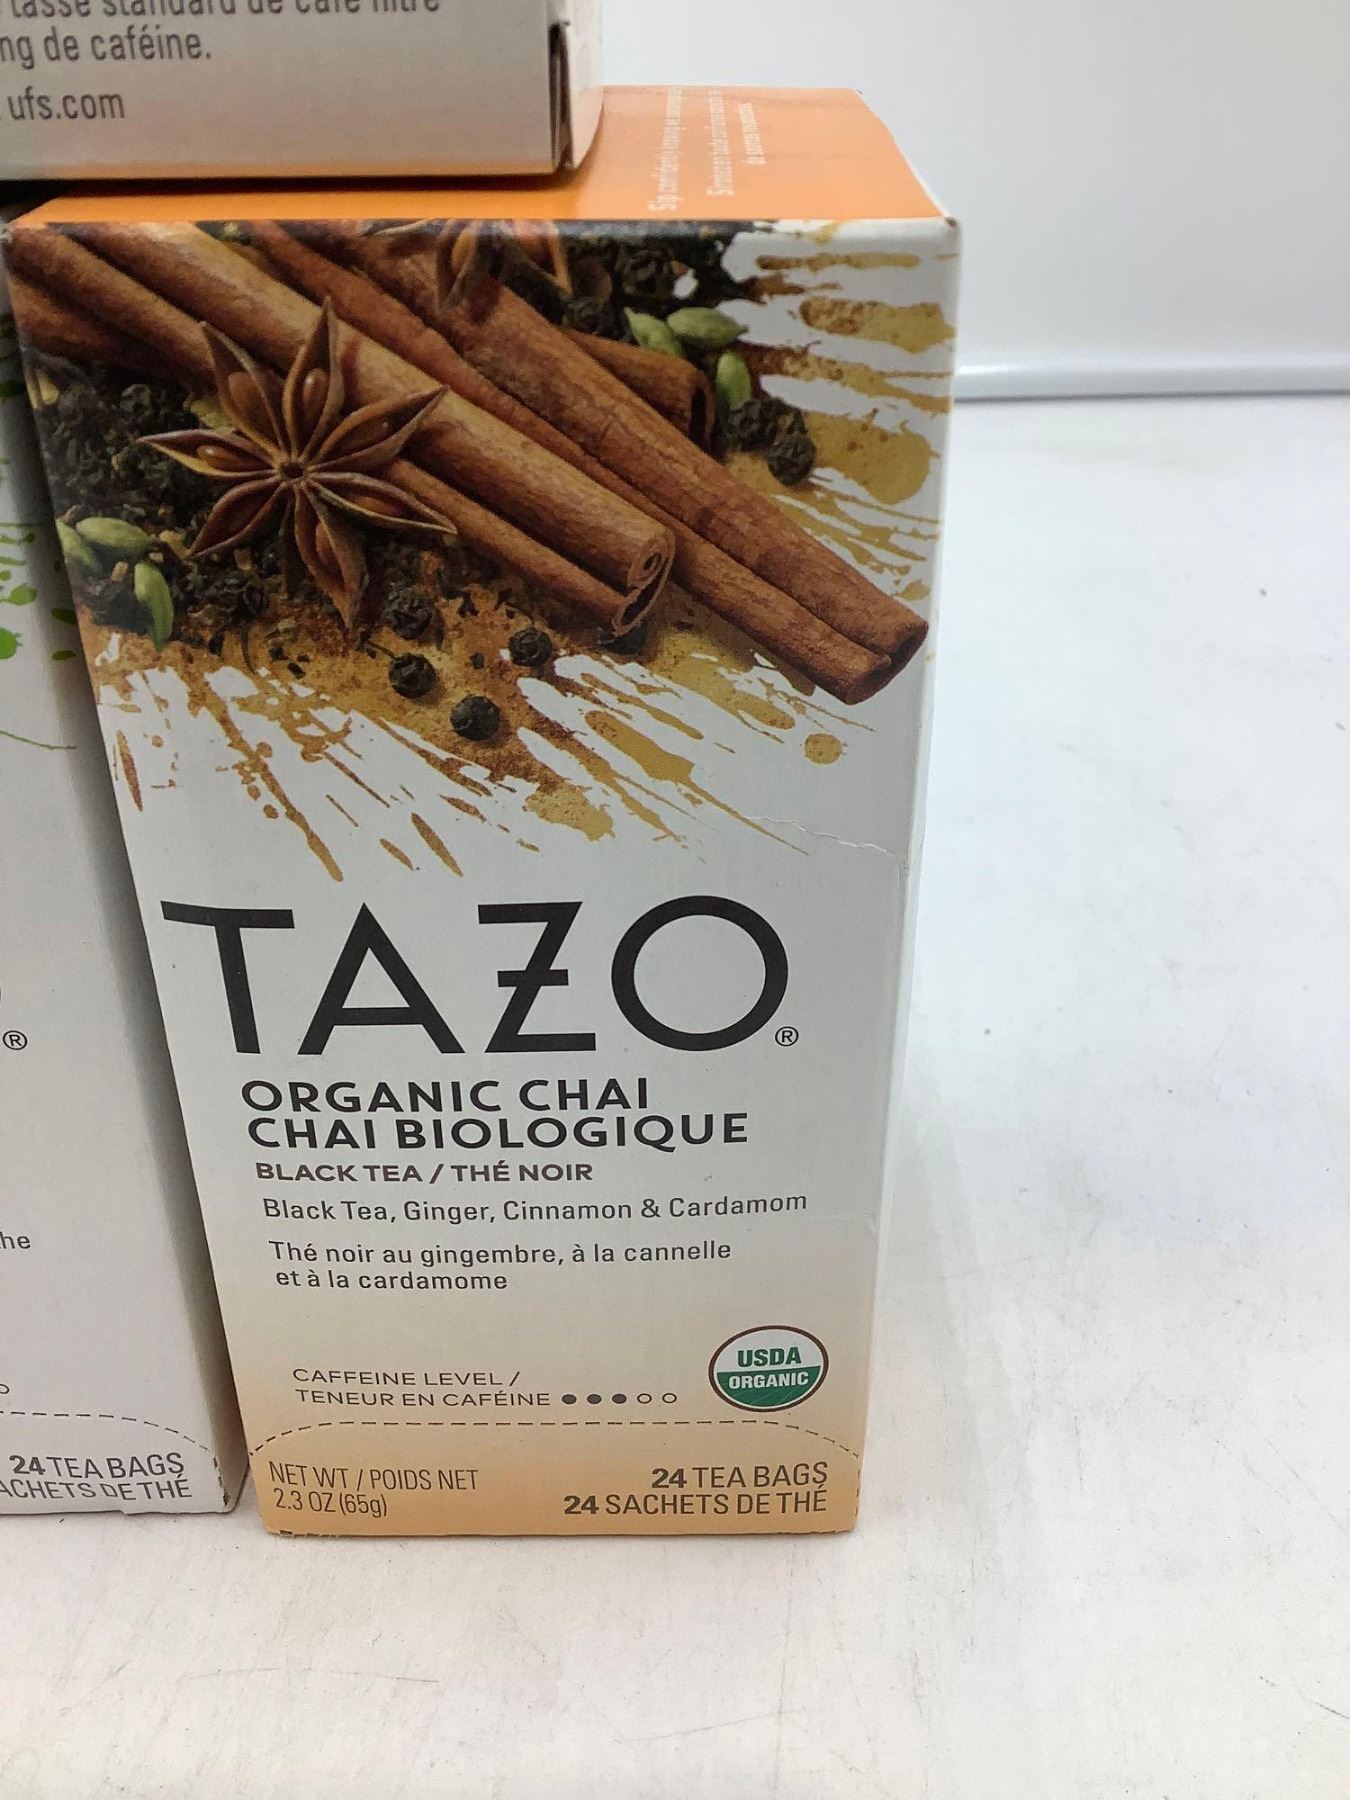 tasse standard de café filtré
mg de caféine.
ufs.com
TAZO®
ORGANIC CHAI
CHAI BIOLOGIQUE
BLACK TEA / THÉ NOIR
Black Tea, Ginger, Cinnamon & Cardamom
Thé noir au gingembre, à la cannelle
et à la cardamome
CAFFEINE LEVEL /
TENEUR EN CAFÉINE
USDA
ORGANIC
NET WT / POIDS NET
2.3 OZ (65g)
24 TEA BAGS
24 SACHETS DE THÉ
®
24 TEA BAGS
SACHETS DE THÉ